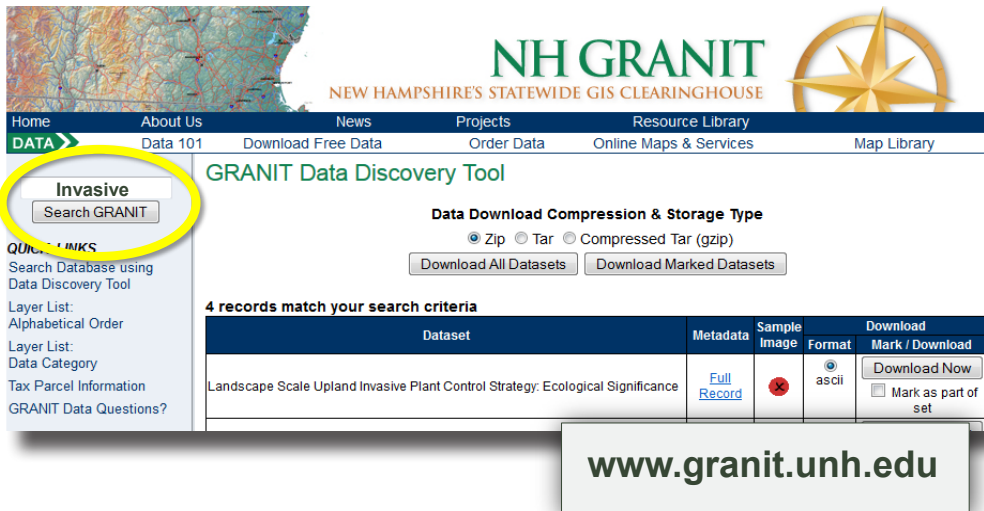 NH GRANIT
NEW HAMPSHIRE'S STATEWIDE GIS CLEARINGHOUSE
Home About Us News Projects Resource Library
DATA Data 101 Download Free Data Order Data Online Maps & Services Map Library
Invasive
Search GRANIT
QUICK LINKS
Search Database using
Data Discovery Tool
Layer List:
Alphabetical Order
Layer List:
Data Category
Tax Parcel Information
GRANIT Data Questions?
GRANIT Data Discovery Tool
Data Download Compression & Storage Type
Zip Tar Compressed Tar (gzip)
Download All Datasets Download Marked Datasets
4 records match your search criteria
Dataset Metadata Sample Image Download
Format Mark / Download
Landscape Scale Upland Invasive Plant Control Strategy: Ecological Significance Full Record x ascii Download Now
Mark as part of set
www.granit.unh.edu